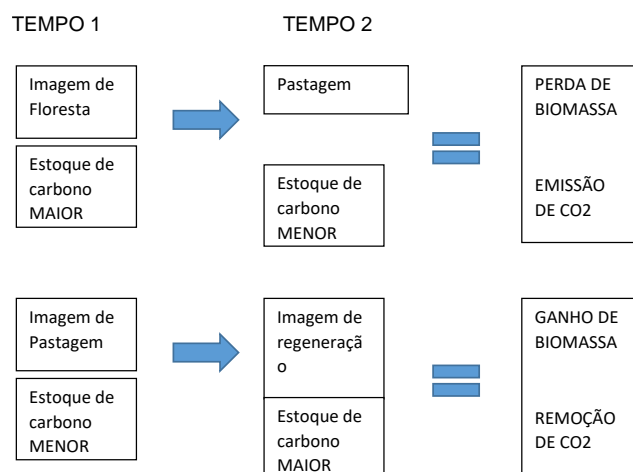 TEMPO 1
TEMPO 2
Imagem de
Floresta
Pastagem
PERDA DE
BIOMASSA
Estoque de
carbono
MAIOR
Estoque de
carbono
MENOR
EMISSÃO
DE CO2
Imagem de
Pastagem
Imagem de
regeneraçã
o
GANHO DE
BIOMASSA
Estoque de
carbono
MENOR
Estoque de
carbono
MAIOR
REMOÇÃO
DE CO2